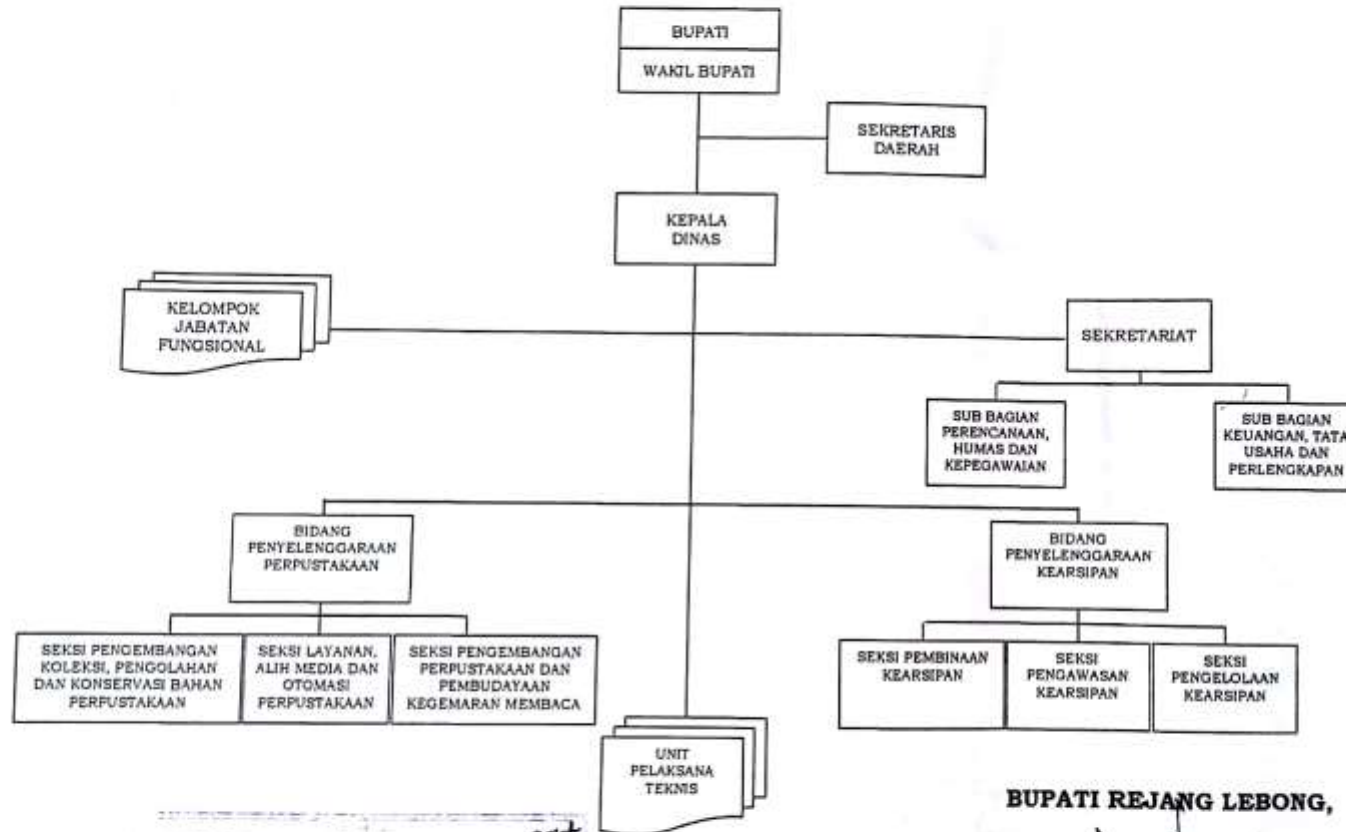 BUPATI
WAKIL BUPATI
SEKRETARIS
DAERAH
KEPALA
DINAS
KELOMPOK
JABATAN
FUNGSIONAL
SEKRETARIAT
SUB BAGIAN
PERENCANAAN,
HUMAS DAN
KEPEGAWAIAN
SUB BAGIAN
KEUANGAN, TATA
USAHA DAN
PERLENGKAPAN
BIDANG
PENYELENGGARAAN
PERPUSTAKAAN
BIDANG
PENYELENGGARAAN
KEARSIPAN
SEKSI PENGEMBANGAN
KOLEKSI, PENGOLAHAN
DAN KONSERVASI BAHAN
PERPUSTAKAAN
SEKSI LAYANAN,
ALIH MEDIA DAN
OTOMASI
PERPUSTAKAAN
SEKSI PENGEMBANGAN
PERPUSTAKAAN DAN
PEMBUDAYAAN
KEGEMARAN MEMBACA
SEKSI PEMBINAAN
KEARSIPAN
SEKSI
PENGAWASAN
KEARSIPAN
SEKSI
PENGELOLAAN
KEARSIPAN
UNIT
PELAKSANA
TEKNIS
BUPATI REJANG LEBONG,